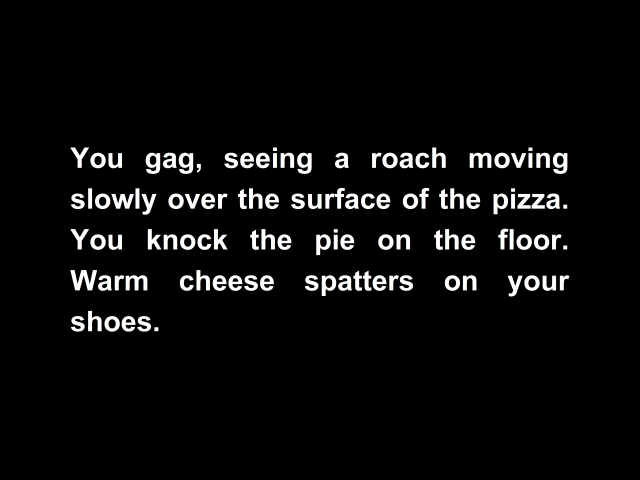 You gag, seeing a roach moving
slowly over the surface of the pizza.
You knock the pie on the floor.
Warm cheese spatters on your
shoes.